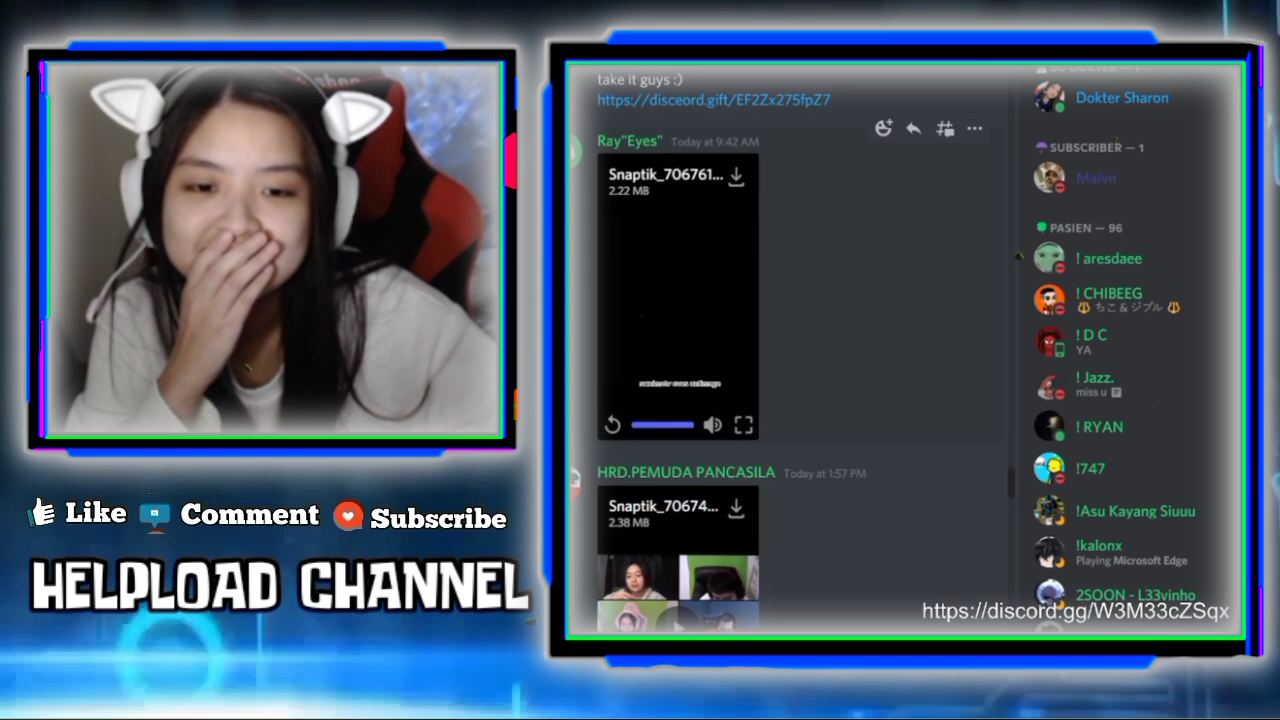 take it guys :)
https://disceord.gift/EF2Zx275fpZ7
Ray"Eyes" Today at 9:42 AM
Snaptik_706761...
2.22 MB
HRD.PEMUDA PANCASILA Today at 1:57 PM
Snaptik_70674...
2.38 MB
Dokter Sharon
SUBSCRIBER — 1
Malvn
PASIEN — 96
! aresdaee
! CHIBEEG
ちこ & ジブル
! D C
YA
! Jazz.
miss u
! RYAN
!747
!Asu Kayang Siuuu
!kalonx
Playing Microsoft Edge
2SOON - L33vinho
https://discord.gg/W3M33cZSqx
Like Comment Subscribe
HELPLOAD CHANNEL